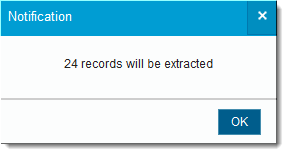 Notification
24 records will be extracted
OK